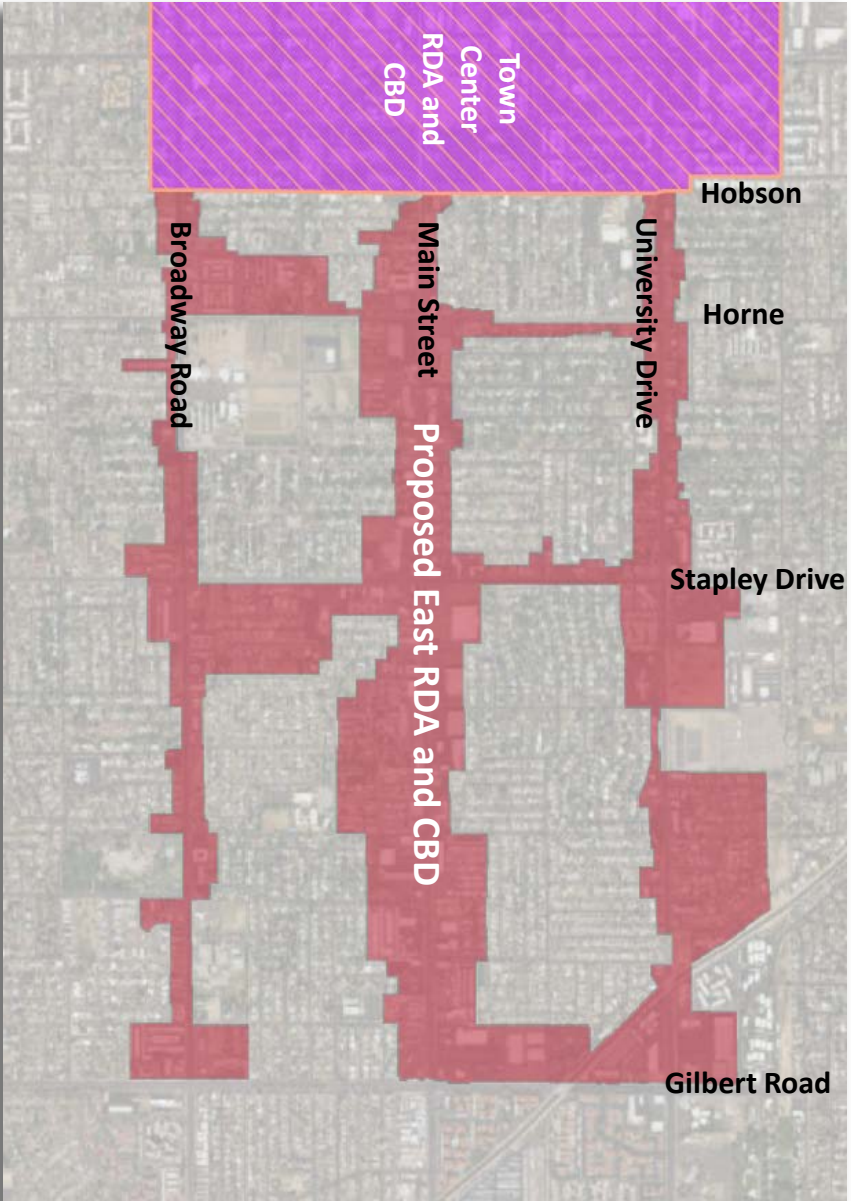 Town
Center
RDA and
CBD
Hobson
University Drive
Main Street
Broadway Road
Horne
Proposed East RDA and CBD
Stapley Drive
Gilbert Road